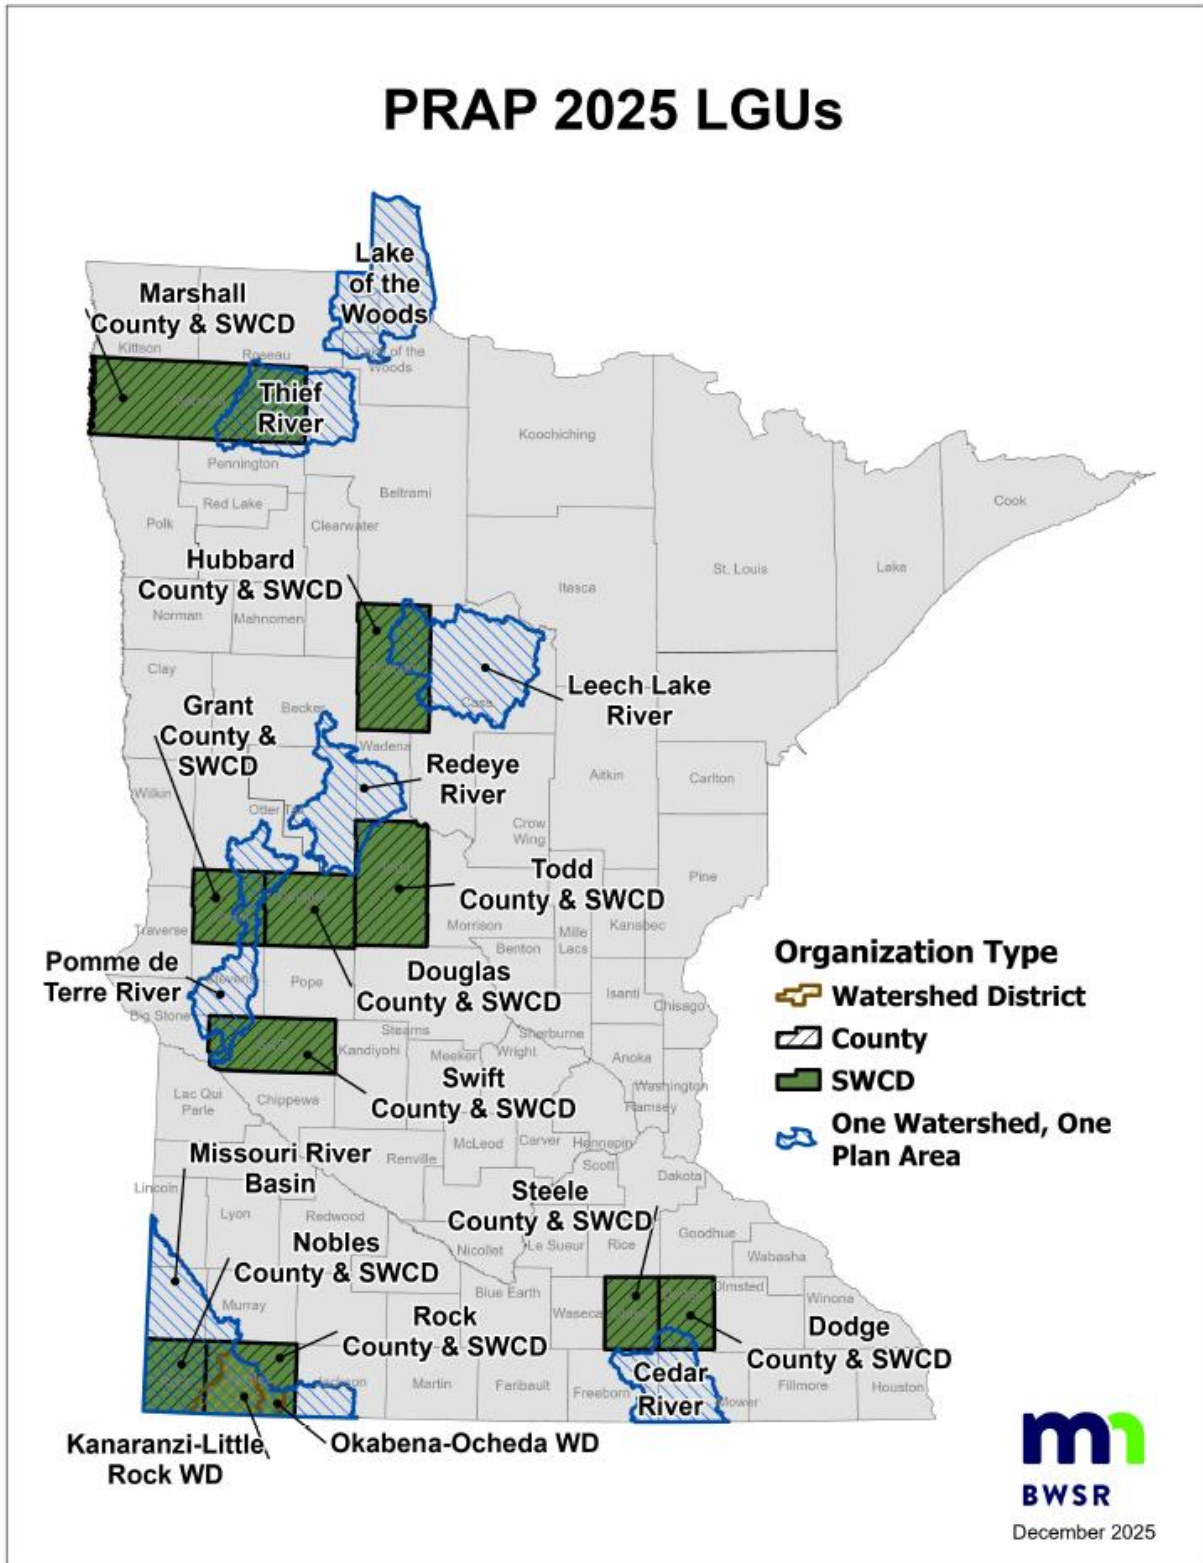 PRAP 2025 LGUs
Lake
of the
Woods
Marshall
County & SWCD
Kittson
Roseau
Lake of the
Woods
Thief
River
Koochiching
Pennington
Beltrami
Red Lake
Cook
Polk
Clearwater
Hubbard
County & SWCD
St. Louis
Lake
Itasca
Norman
Mahnomen
Clay
Leech Lake
River
Cass
Grant
County &
SWCD
Becker
Wadena
Redeye
River
Aitkin
Carlton
Wilkin
Otter Tail
Crow
Wing
Todd
County & SWCD
Pine
Traverse
Morrison
Mille
Lacs
Kanabec
Benton
Pomme de
Terre River
Stevens
Pope
Douglas
County & SWCD
Isanti
Chisago
Big Stone
Stearns
Sherburne
Kandiyohi
Meeker
Wright
Anoka
Swift
County & SWCD
Washington
Ramsey
Lac Qui
Parle
Chippewa
Organization Type
Watershed District
County
SWCD
One Watershed, One
Plan Area
Missouri River
Basin
Renville
McLeod
Carver
Hennepin
Scott
Dakota
Lincoln
Lyon
Redwood
Steele
County & SWCD
Nobles
County & SWCD
Nicollet
Le Sueur
Rice
Goodhue
Wabasha
Murray
Blue Earth
Waseca
Olmsted
Winona
Rock
County & SWCD
Dodge
County & SWCD
Jackson
Martin
Faribault
Freeborn
Cedar
River
Mower
Fillmore
Houston
Kanaranzi-Little
Rock WD
Okabena-Ocheda WD
mn
BWSR
December 2025